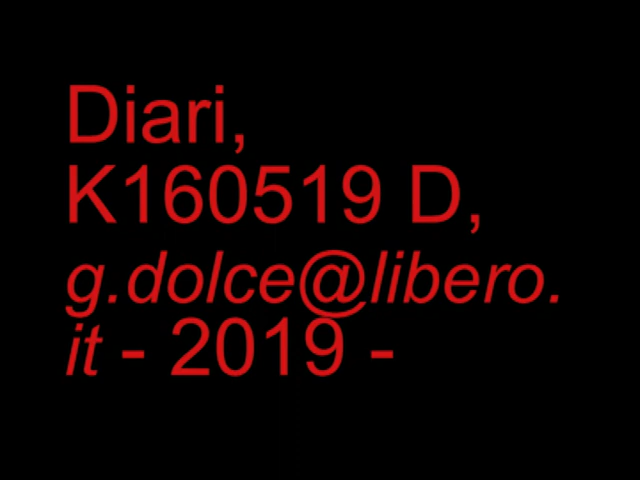 Diari,
K160519 D,
g.dolce@libero.
it - 2019 -